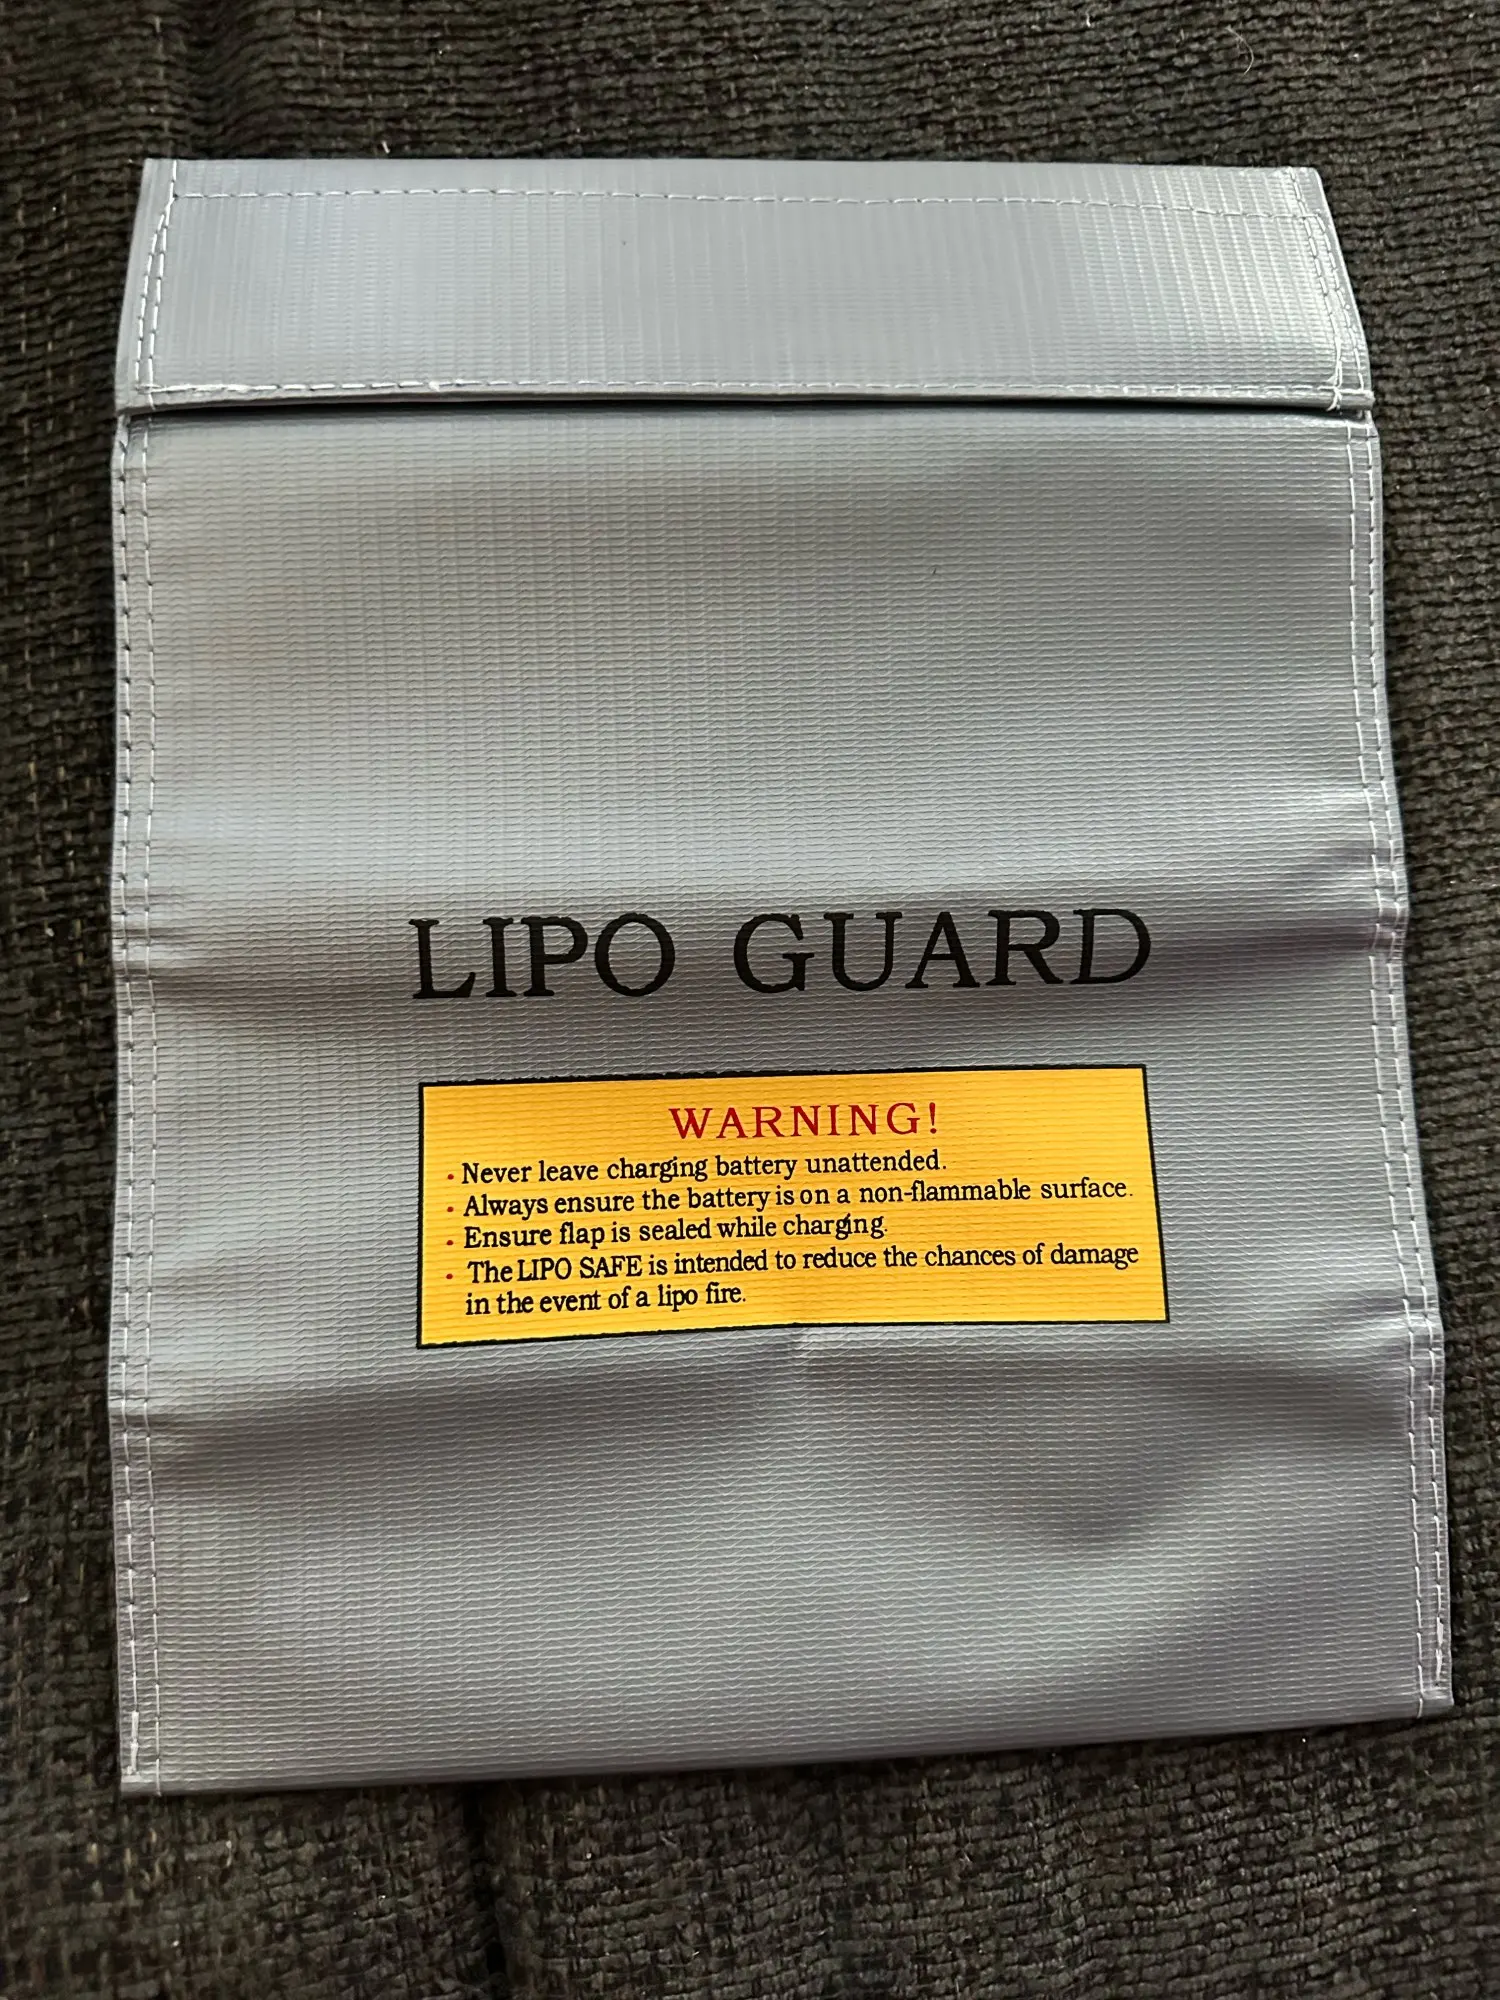 LIPO GUARD
WARNING!
· Never leave charging battery unattended.
· Always ensure the battery is on a non-flammable surface.
· Ensure flap is sealed while charging.
· The LIPO SAFE is intended to reduce the chances of damage
in the event of a lipo fire.